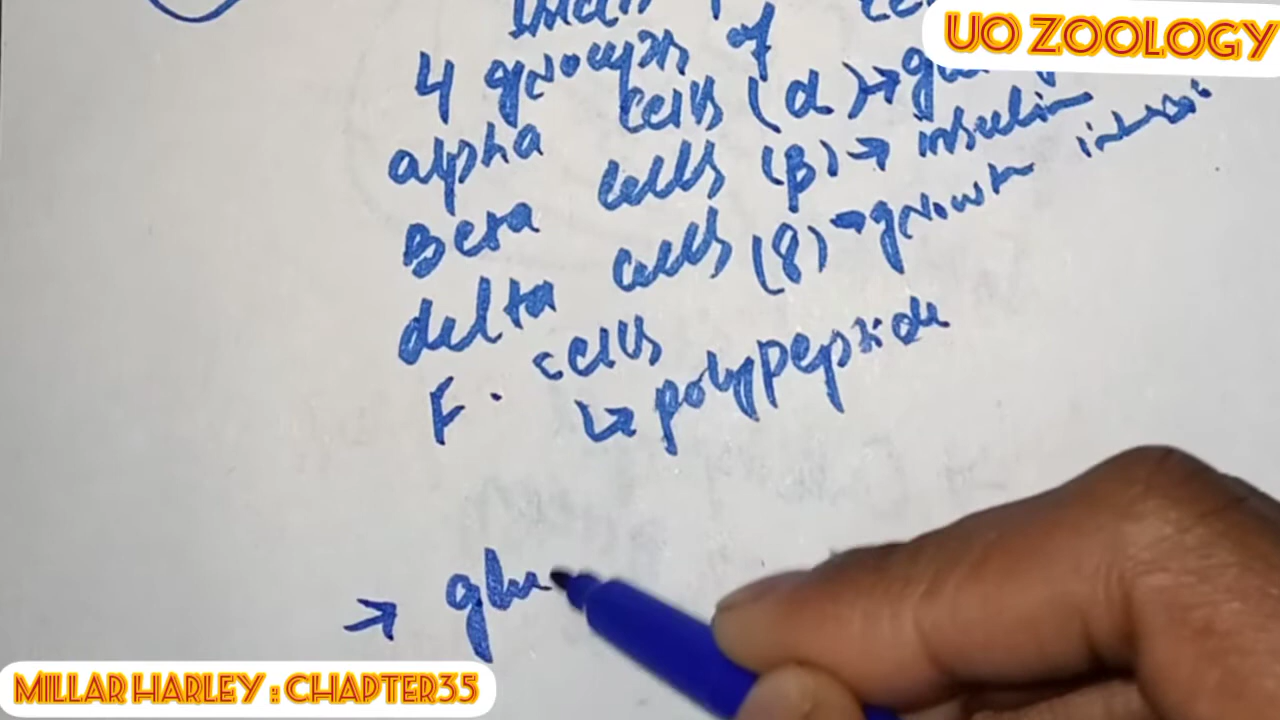 UO ZOOLOGY
4 groups of
alpha cells (α) →
Beta cells (β) → insulin
delta cells (8) → growth
F. cells
↳ polypeptide
→ glu
MILLAR HARLEY : CHAPTER35